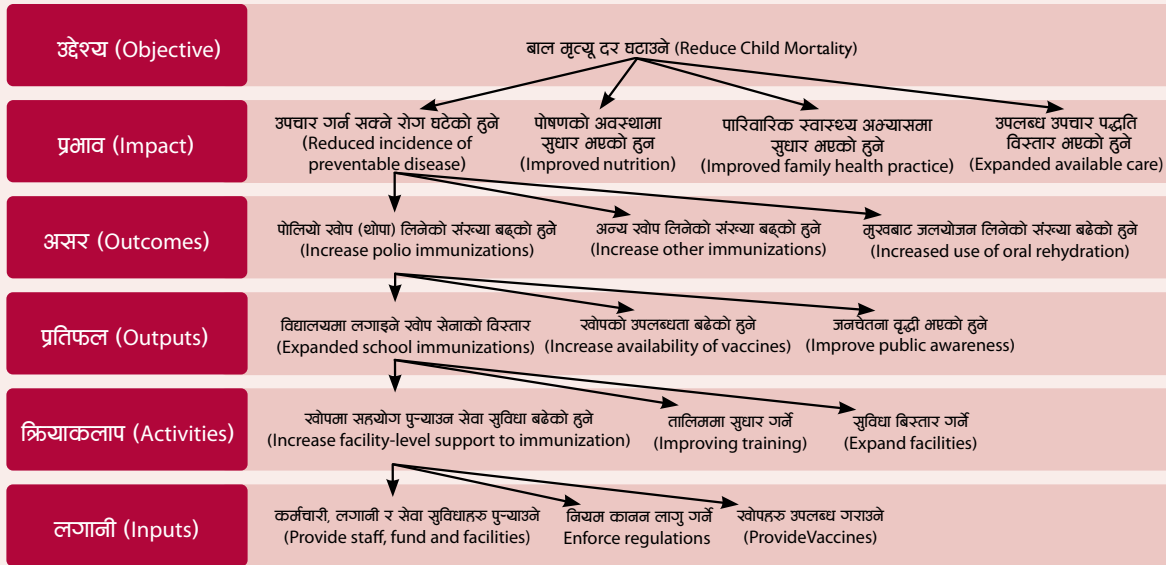 उद्देश्य (Objective)
बाल मृत्यू दर घटाउने (Reduce Child Mortality)
प्रभाव (Impact)
उपचार गर्न सक्ने रोग घटेको हुने
(Reduced incidence of
preventable disease)
पोषणको अवस्थामा
सुधार भएको हुन
(Improved nutrition)
पारिवारिक स्वास्थ्य अभ्यासमा
सुधार भएको हुने
(Improved family health practice)
उपलब्ध उपचार पद्धति
विस्तार भएको हुने
(Expanded available care)
असर (Outcomes)
पोलियो खोप (थोपा) लिनेको संख्या बढ्को हुने
(Increase polio immunizations)
अन्य खोप लिनेको संख्या बढ्को हुने
(Increase other immunizations)
मुखबाट जलयोजन लिनेको संख्या बढेको हुने
(Increased use of oral rehydration)
प्रतिफल (Outputs)
विद्यालयमा लगाइने खोप सेनाको विस्तार
(Expanded school immunizations)
खोपको उपलब्धता बढेको हुने
(Increase availability of vaccines)
जनचेतना वृद्धी भएको हुने
(Improve public awareness)
क्रियाकलाप (Activities)
खोपमा सहयोग पुऱ्याउन सेवा सुविधा बढेको हुने
(Increase facility-level support to immunization)
तालिममा सुधार गर्ने
(Improving training)
सुविधा बिस्तार गर्ने
(Expand facilities)
लगानी (Inputs)
कर्मचारी, लगानी र सेवा सुविधाहरु पुऱ्याउने
(Provide staff, fund and facilities)
नियम कानन लागु गर्ने
Enforce regulations
खोपहरु उपलब्ध गराउने
(ProvideVaccines)